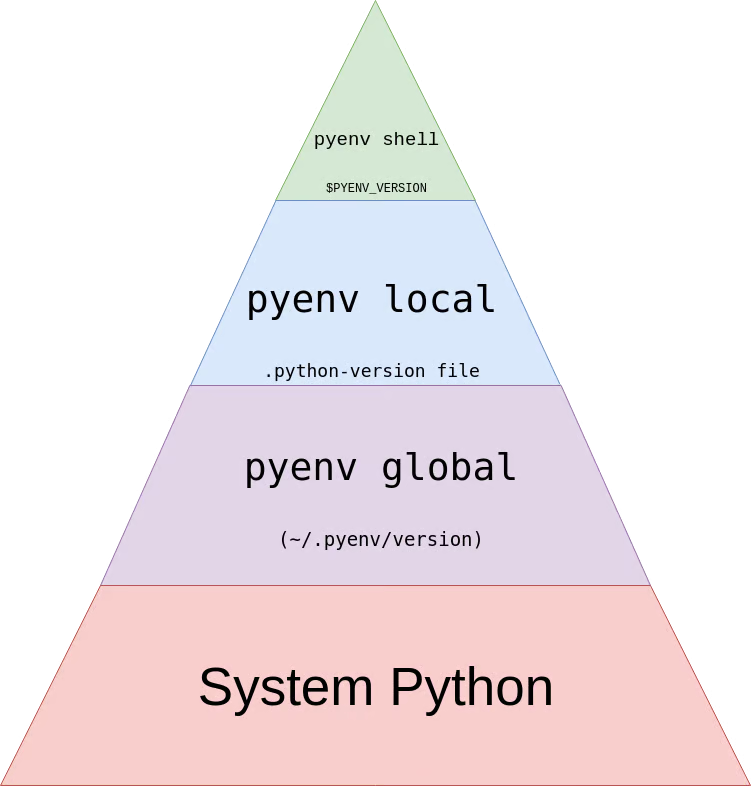 pyenv shell
$PYENV_VERSION
pyenv local
.python-version file
pyenv global
(~/.pyenv/version)
System Python